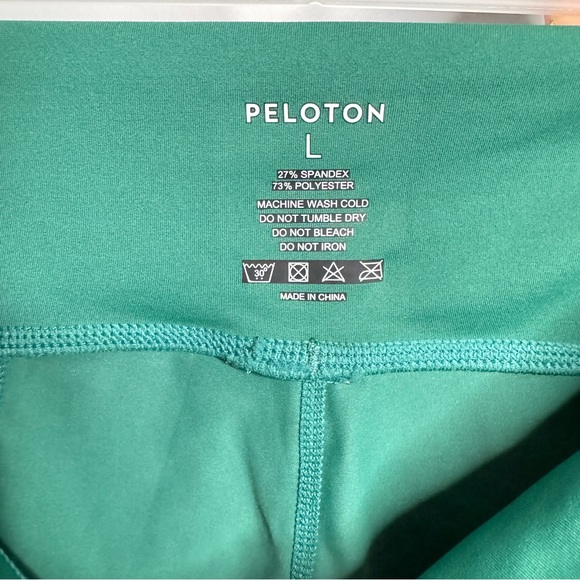 PELOTON
L
27% SPANDEX
73% POLYESTER
MACHINE WASH COLD
DO NOT TUMBLE DRY
DO NOT BLEACH
DO NOT IRON
30°
MADE IN CHINA